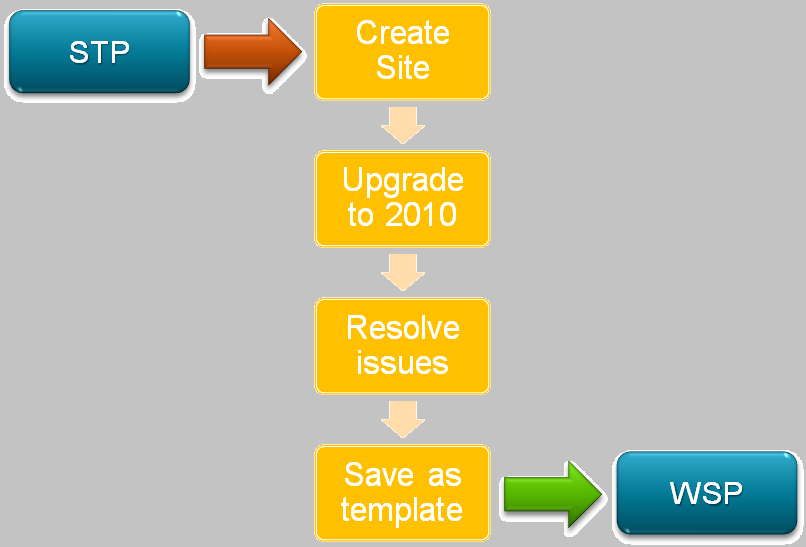 STP
Create
Site
Upgrade
to 2010
Resolve
issues
Save as
template
WSP